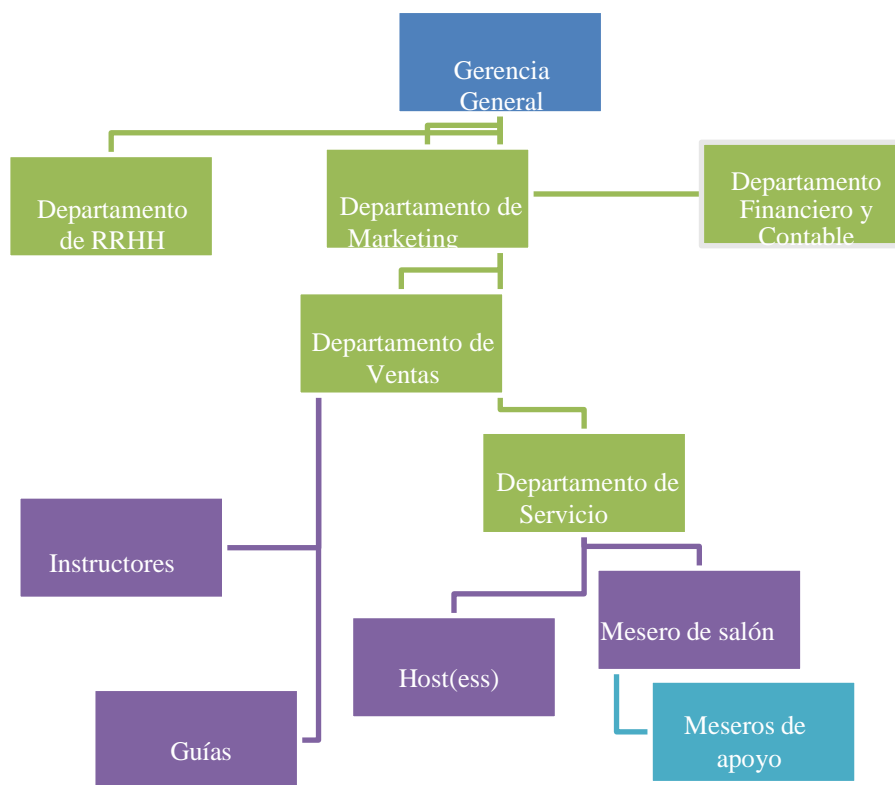 Gerencia
General
Departamento
de RRHH
Departamento de
Marketing
Departamento
Financiero y
Contable
Departamento de
Ventas
Departamento de
Servicio
Instructores
Mesero de salón
Host(ess)
Guías
Meseros de
apoyo